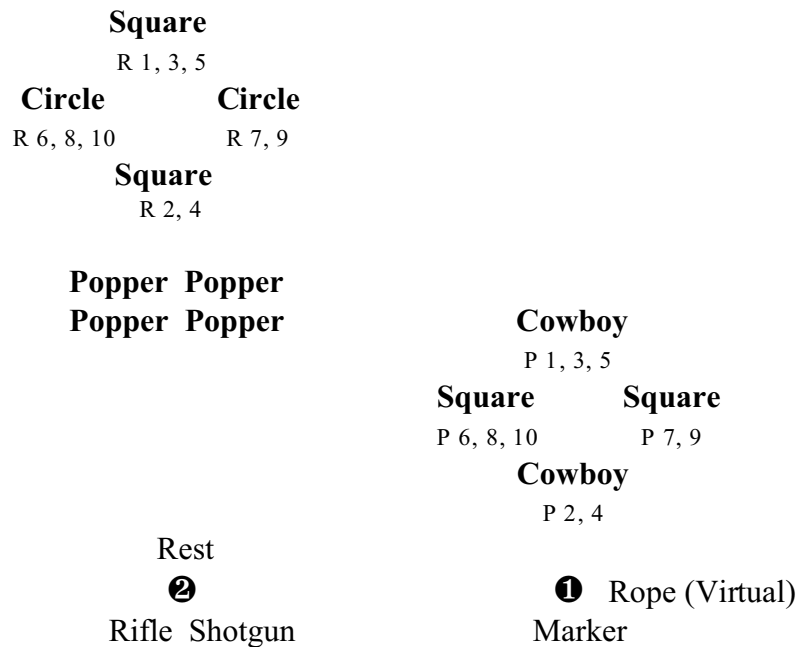 Square
R 1, 3, 5
Circle Circle
R 6, 8, 10 R 7, 9
Square
R 2, 4
Popper Popper
Popper Popper Cowboy
P 1, 3, 5
Square Square
P 6, 8, 10 P 7, 9
Cowboy
P 2, 4
Rest
❷ ❶ Rope (Virtual)
Rifle Shotgun Marker